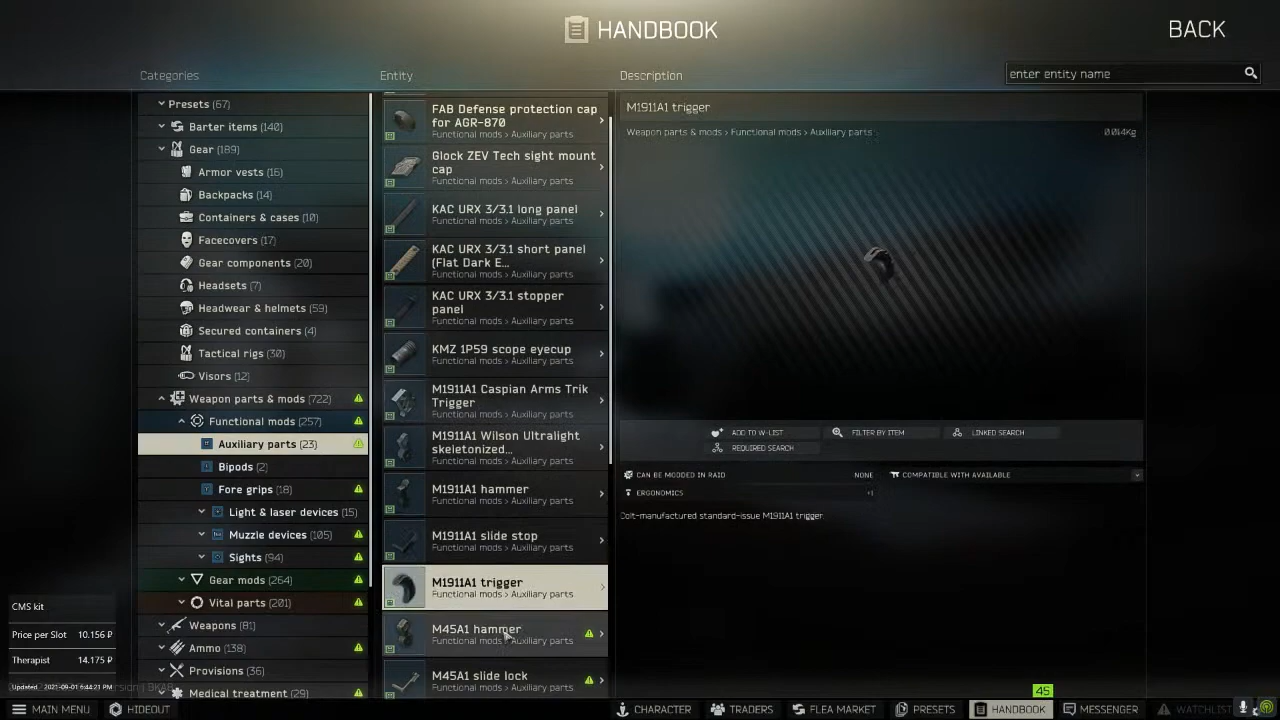 HANDBOOK
BACK
Categories
Entity
Description
enter entity name
Presets (67)
Barter items (140)
Gear (189)
Armor vests (16)
Backpacks (14)
Containers & cases (10)
Facecovers (17)
Gear components (20)
Headsets (7)
Headwear & helmets (59)
Secured containers (4)
Tactical rigs (30)
Visors (12)
Weapon parts & mods (722)
Functional mods (257)
Auxiliary parts (23)
Bipods (2)
Fore grips (18)
Light & laser devices (15)
Muzzle devices (105)
Sights (94)
Gear mods (264)
Vital parts (201)
Weapons (81)
Ammo (138)
Provisions (36)
Medical treatment (29)
FAB Defense protection cap
for AGR-870
Functional mods > Auxiliary parts
Glock ZEV Tech sight mount
cap
Functional mods > Auxiliary parts
KAC URX 3/3.1 long panel
Functional mods > Auxiliary parts
KAC URX 3/3.1 short panel
(Flat Dark E...
Functional mods > Auxiliary parts
KAC URX 3/3.1 stopper
panel
Functional mods > Auxiliary parts
KMZ 1P59 scope eyecup
Functional mods > Auxiliary parts
M1911A1 Caspian Arms Trik
Trigger
Functional mods > Auxiliary parts
M1911A1 Wilson Ultralight
skeletonized...
Functional mods > Auxiliary parts
M1911A1 hammer
Functional mods > Auxiliary parts
M1911A1 slide stop
Functional mods > Auxiliary parts
M1911A1 trigger
Functional mods > Auxiliary parts
M45A1 hammer
Functional mods > Auxiliary parts
M45A1 slide lock
Functional mods > Auxiliary parts
M1911A1 trigger
Weapon parts & mods > Functional mods > Auxiliary parts
0.014Kg
ADD TO W-LIST
FILTER BY ITEM
LINKED SEARCH
REQUIRED SEARCH
CAN BE MODDED IN RAID
NONE
COMPATIBLE WITH AVAILABLE
ERGONOMICS
+1
Colt-manufactured standard-issue M1911A1 trigger.
CMS kit
Price per Slot 10.156 ₽
Therapist 14.175 ₽
Updated 2021-09-01 6:44:21 PM
45
MAIN MENU
HIDEOUT
CHARACTER
TRADERS
FLEA MARKET
PRESETS
HANDBOOK
MESSENGER
WATCHLIST